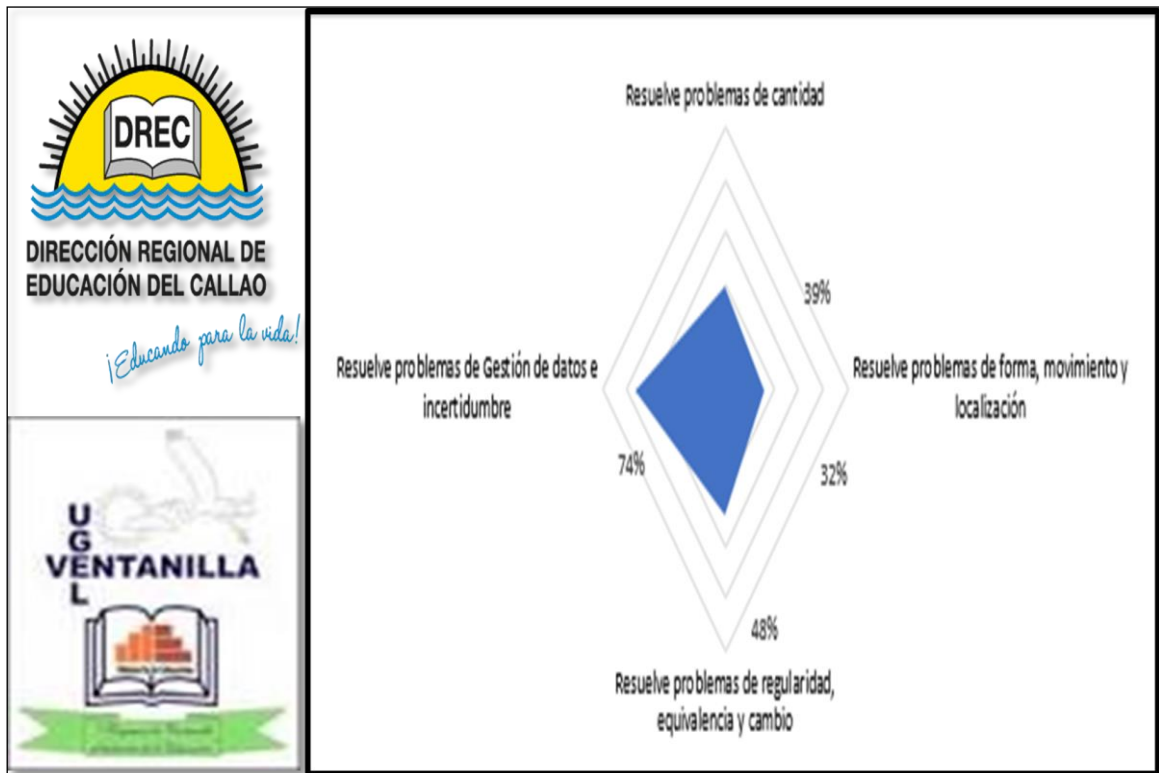 DREC
DIRECCIÓN REGIONAL DE
EDUCACIÓN DEL CALLAO
¡Educando para la vida!
UGEL
VENTANILLA
Resuelve problemas de cantidad
39%
Resuelve problemas de forma, movimiento y
localización
32%
48%
Resuelve problemas de regularidad,
equivalencia y cambio
74%
Resuelve problemas de Gestión de datos e
incertidumbre